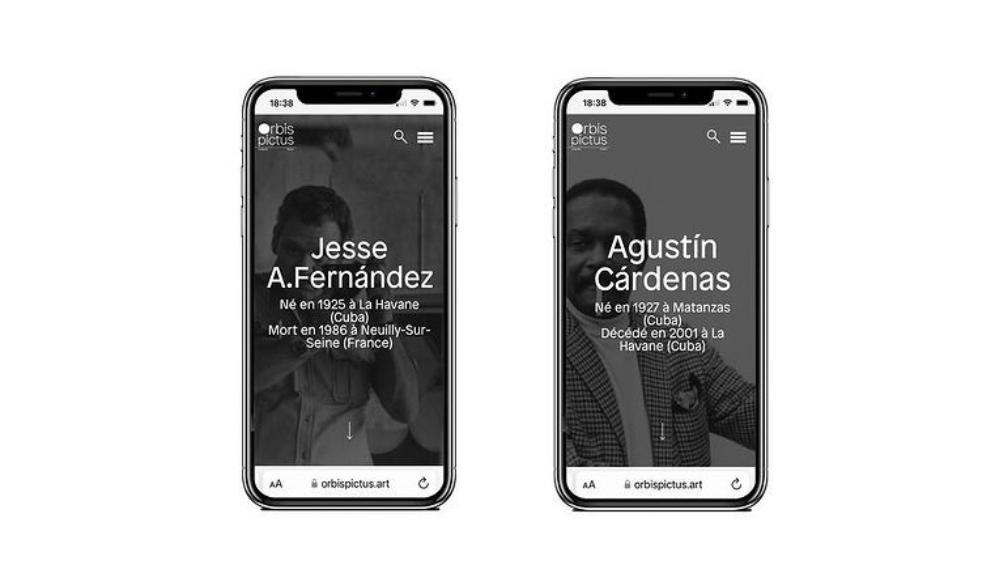 18:38
Orbis
pictus
Jesse
A.Fernández
Né en 1925 à La Havane
(Cuba)
Mort en 1986 à Neuilly-Sur-
Seine (France)
AA
orbispictus.art
18:38
Orbis
pictus
Agustín
Cárdenas
Né en 1927 à Matanzas
(Cuba)
Décédé en 2001 à La
Havane (Cuba)
AA
orbispictus.art